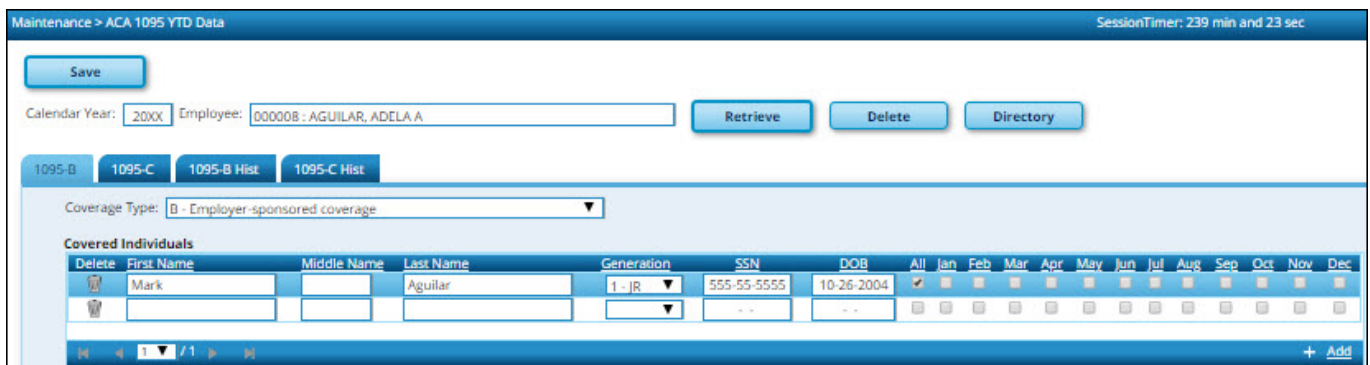 Maintenance > ACA 1095 YTD Data SessionTimer: 239 min and 23 sec
Save
Calendar Year: 20XX Employee: 000008 : AGUILAR, ADELA A Retrieve Delete Directory
1095-B 1095-C 1095-B Hist 1095-C Hist
Coverage Type: B - Employer-sponsored coverage
Covered Individuals
Delete First Name Middle Name Last Name Generation SSN DOB All Jan Feb Mar Apr May Jun Jul Aug Sep Oct Nov Dec
Mark Aguilar 1 - JR 555-55-5555 10-26-2004
- - - -
1 / 1 + Add